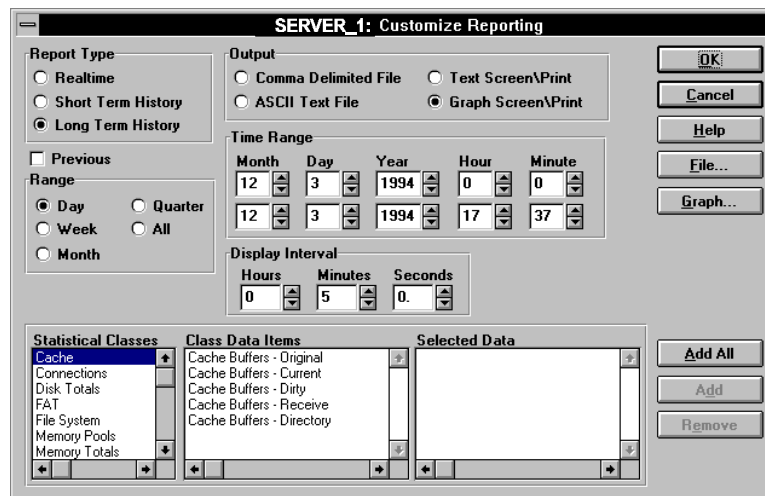 SERVER_1: Customize Reporting
Report Type
Realtime
Short Term History
Long Term History
Previous
Range
Day
Quarter
Week
All
Month
Output
Comma Delimited File
Text Screen\Print
ASCII Text File
Graph Screen\Print
Time Range
Month Day Year Hour Minute
12 3 1994 0 0
12 3 1994 17 37
Display Interval
Hours Minutes Seconds
0 5 0.
OK
Cancel
Help
File...
Graph...
Statistical Classes
Cache
Connections
Disk Totals
FAT
File System
Memory Pools
Memory Totals
Class Data Items
Cache Buffers - Original
Cache Buffers - Current
Cache Buffers - Dirty
Cache Buffers - Receive
Cache Buffers - Directory
Selected Data
Add All
Add
Remove